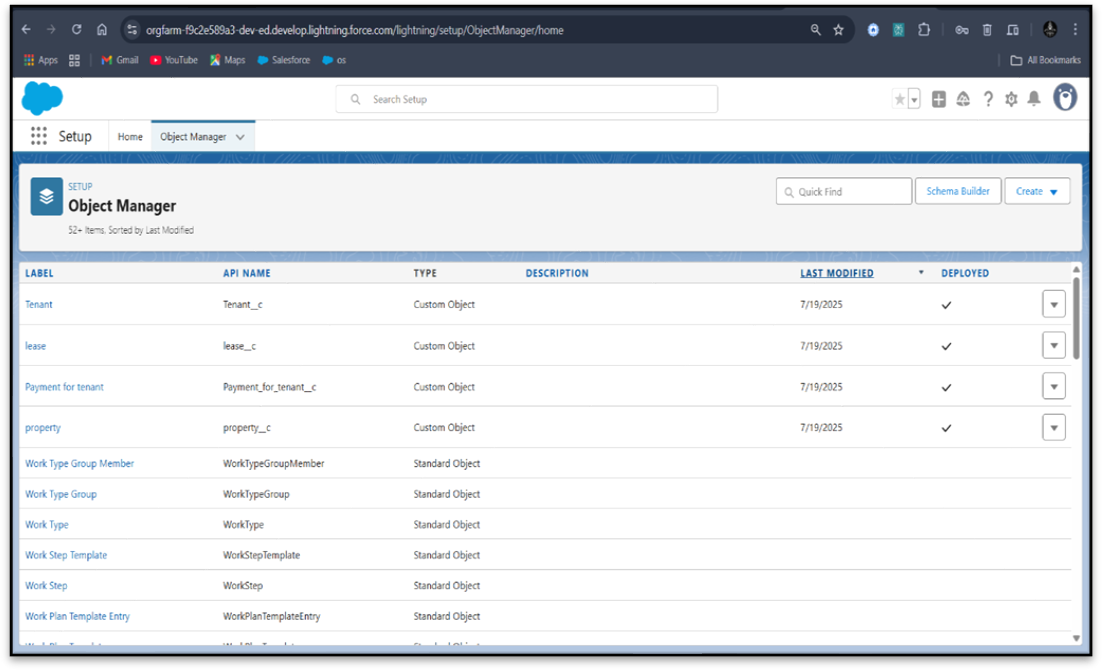 orgfarm-f9c2e589a3-dev-ed.develop.lightning.force.com/lightning/setup/ObjectManager/home
Apps Gmail YouTube Maps Salesforce os All Bookmarks
Search Setup
Setup Home Object Manager
SETUP
Object Manager
52+ Items, Sorted by Last Modified
Quick Find Schema Builder Create
LABEL API NAME TYPE DESCRIPTION LAST MODIFIED DEPLOYED
Tenant Tenant__c Custom Object 7/19/2025
lease lease__c Custom Object 7/19/2025
Payment for tenant Payment_for_tenant__c Custom Object 7/19/2025
property property__c Custom Object 7/19/2025
Work Type Group Member WorkTypeGroupMember Standard Object
Work Type Group WorkTypeGroup Standard Object
Work Type WorkType Standard Object
Work Step Template WorkStepTemplate Standard Object
Work Step WorkStep Standard Object
Work Plan Template Entry WorkPlanTemplateEntry Standard Object